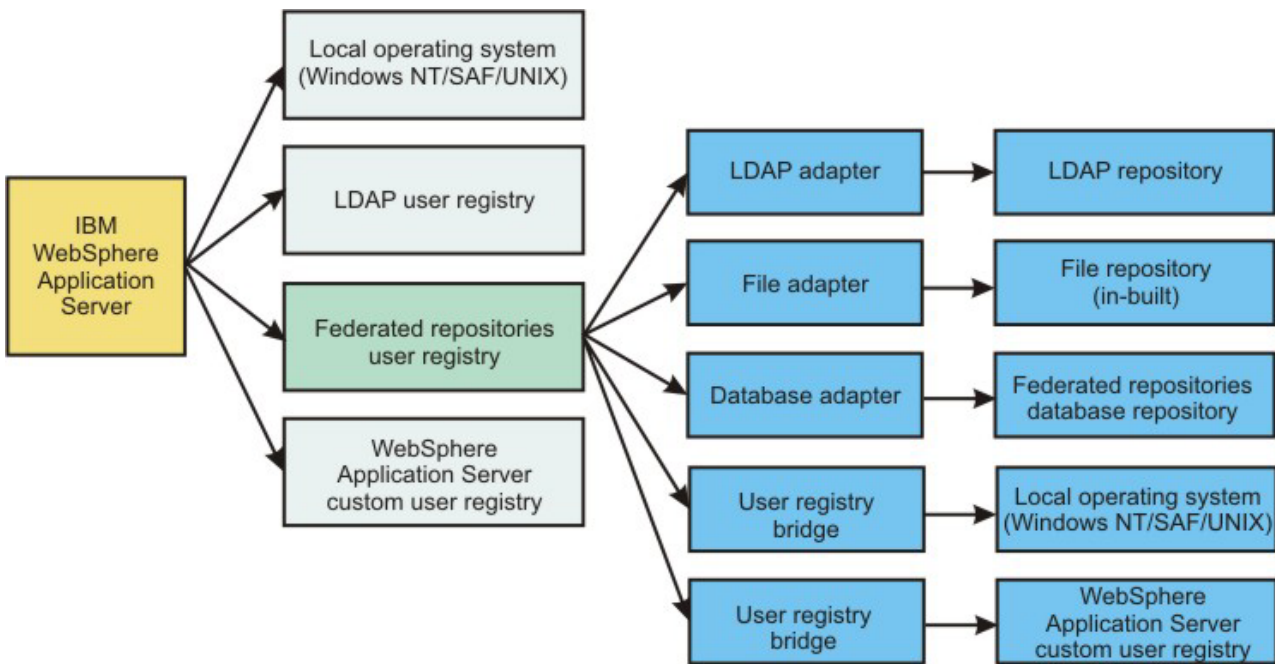 Local operating system
(Windows NT/SAF/UNIX)
LDAP user registry
IBM
WebSphere
Application
Server
Federated repositories
user registry
WebSphere
Application Server
custom user registry
LDAP adapter
LDAP repository
File adapter
File repository
(in-built)
Database adapter
Federated repositories
database repository
User registry
bridge
Local operating system
(Windows NT/SAF/UNIX)
User registry
bridge
WebSphere
Application Server
custom user registry